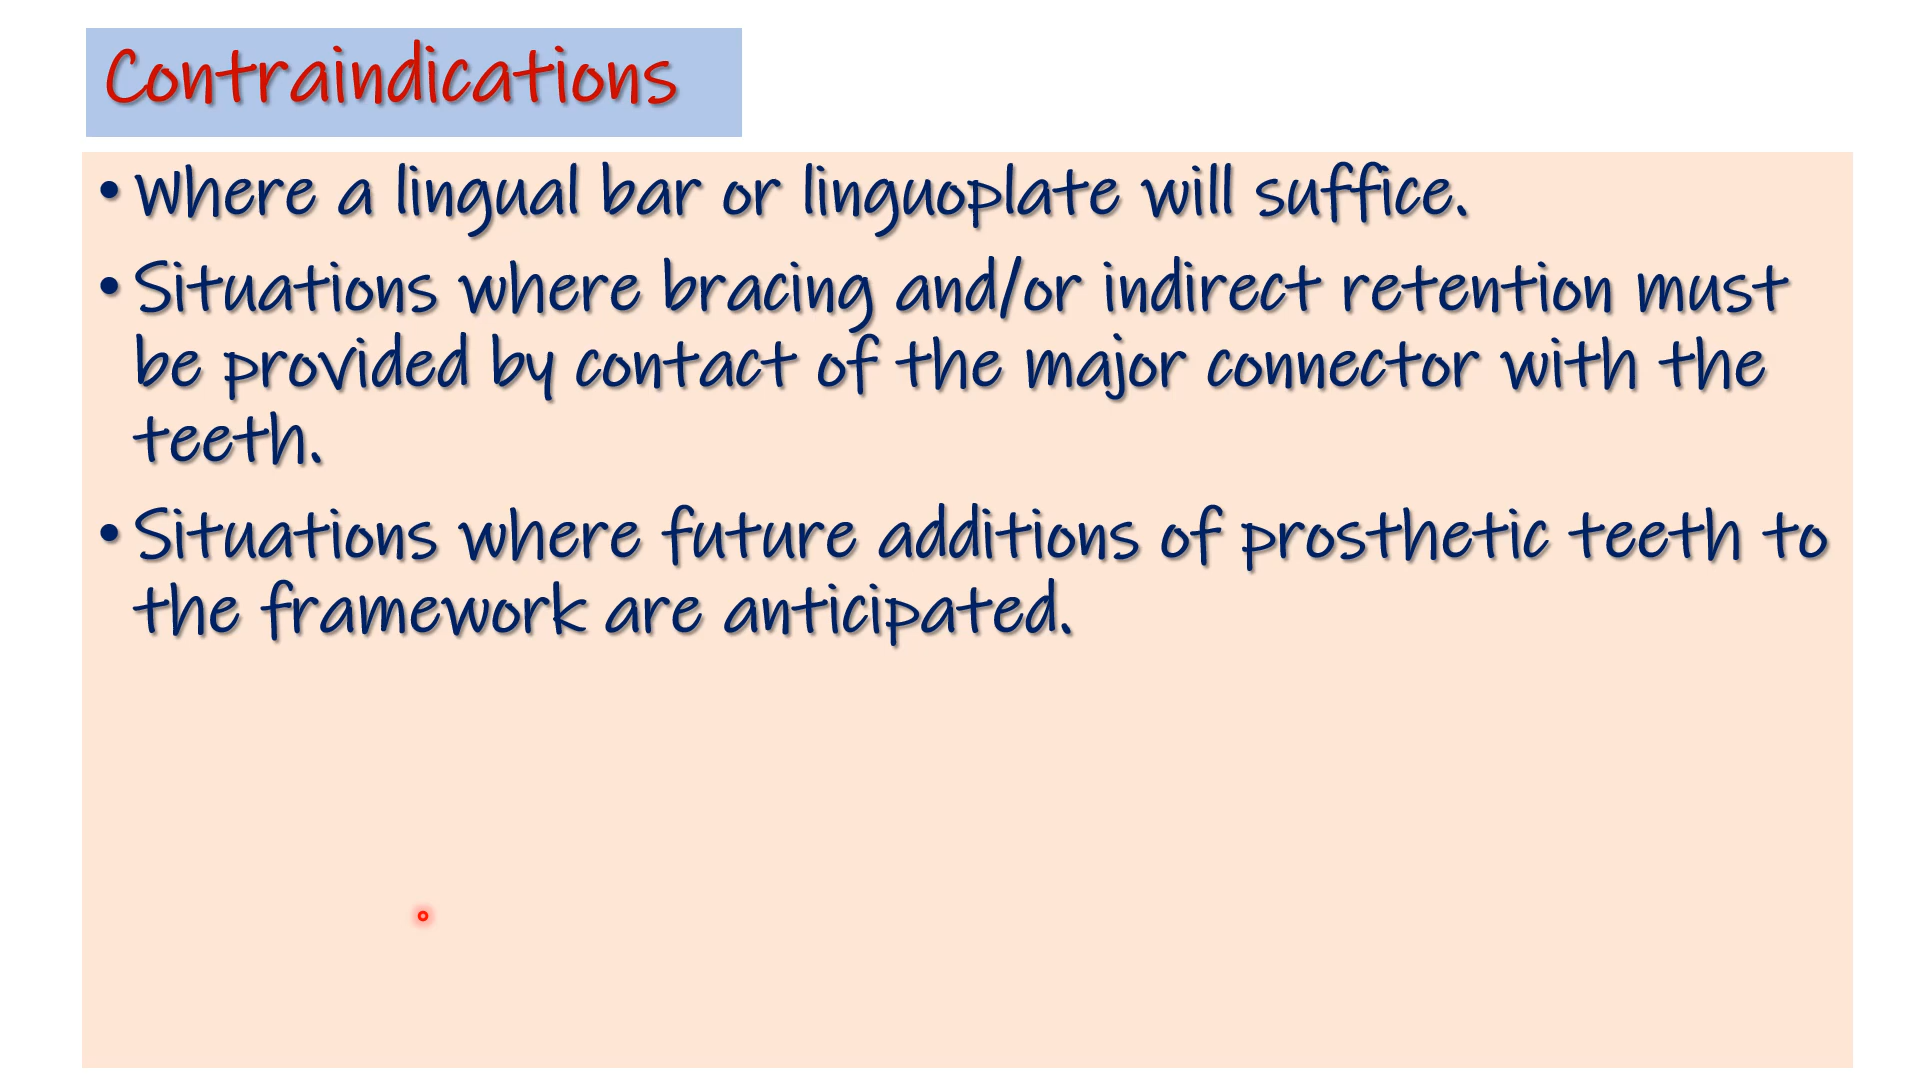 Contraindications
• Where a lingual bar or linguoplate will suffice.
• Situations where bracing and/or indirect retention must
be provided by contact of the major connector with the
teeth.
• Situations where future additions of prosthetic teeth to
the framework are anticipated.